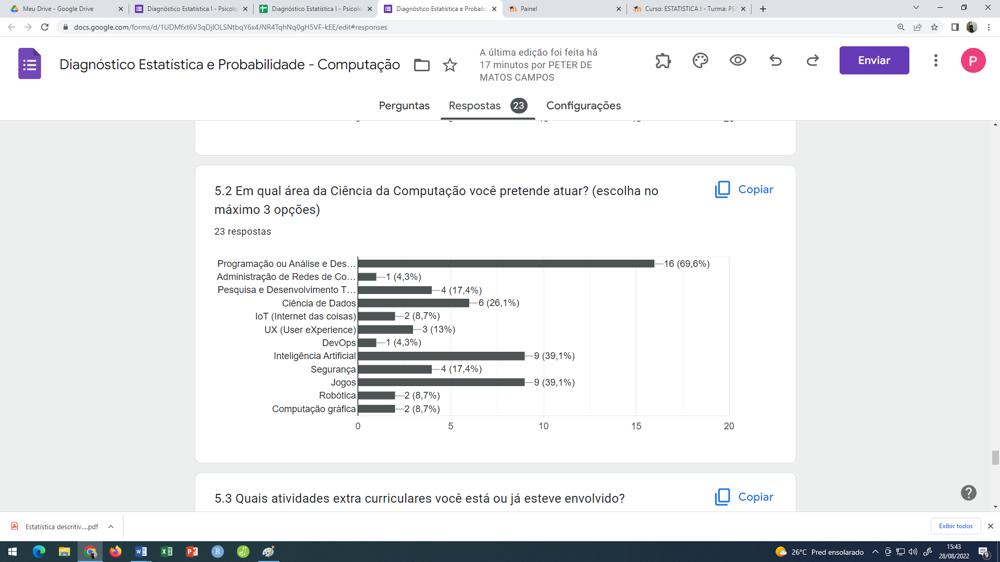 Meu Drive - Google Drive
Diagnóstico Estatística I - Psicolo
Diagnóstico Estatística I - Psicolo
Diagnóstico Estatística e Probabil
Painel
Curso: ESTATISTICA I - Turma: PS
docs.google.com/forms/d/1UDMfxt6V3qDjlOLSNtbqY6x4JNR4TqhNq0gH5VF-kEE/edit#responses
Diagnóstico Estatística e Probabilidade - Computação
A última edição foi feita há
17 minutos por PETER DE
MATOS CAMPOS
Enviar
P
Perguntas
Respostas 23
Configurações
5.2 Em qual área da Ciência da Computação você pretende atuar? (escolha no
máximo 3 opções)
Copiar
23 respostas
Programação ou Análise e Des... 16 (69,6%)
Administração de Redes de Co... 1 (4,3%)
Pesquisa e Desenvolvimento T... 4 (17,4%)
Ciência de Dados 6 (26,1%)
IoT (Internet das coisas) 2 (8,7%)
UX (User eXperience) 3 (13%)
DevOps 1 (4,3%)
Inteligência Artificial 9 (39,1%)
Segurança 4 (17,4%)
Jogos 9 (39,1%)
Robótica 2 (8,7%)
Computação gráfica 2 (8,7%)
0 5 10 15 20
5.3 Quais atividades extra curriculares você está ou já esteve envolvido?
Copiar
Estatística descritiv....pdf
Exibir todos
26°C Pred ensolarado
15:43
28/08/2022
9